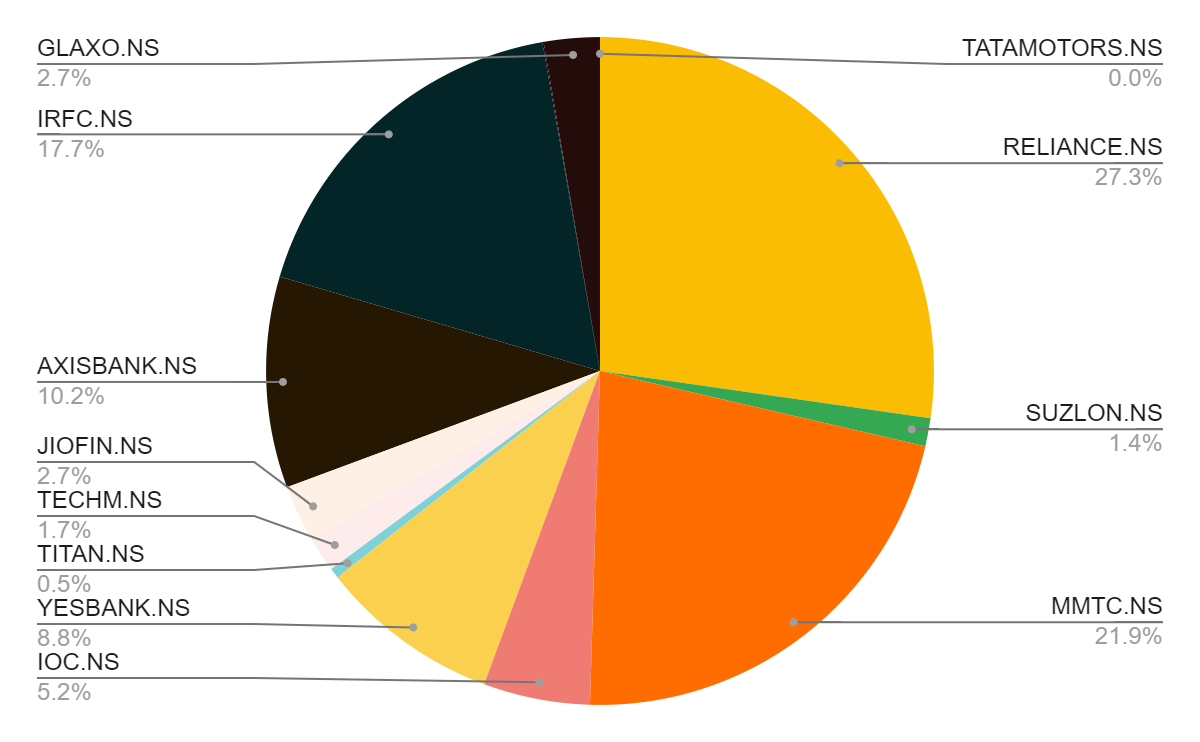 GLAXO.NS
2.7%
IRFC.NS
17.7%
AXISBANK.NS
10.2%
JIOFIN.NS
2.7%
TECHM.NS
1.7%
TITAN.NS
0.5%
YESBANK.NS
8.8%
IOC.NS
5.2%
TATAMOTORS.NS
0.0%
RELIANCE.NS
27.3%
SUZLON.NS
1.4%
MMTC.NS
21.9%